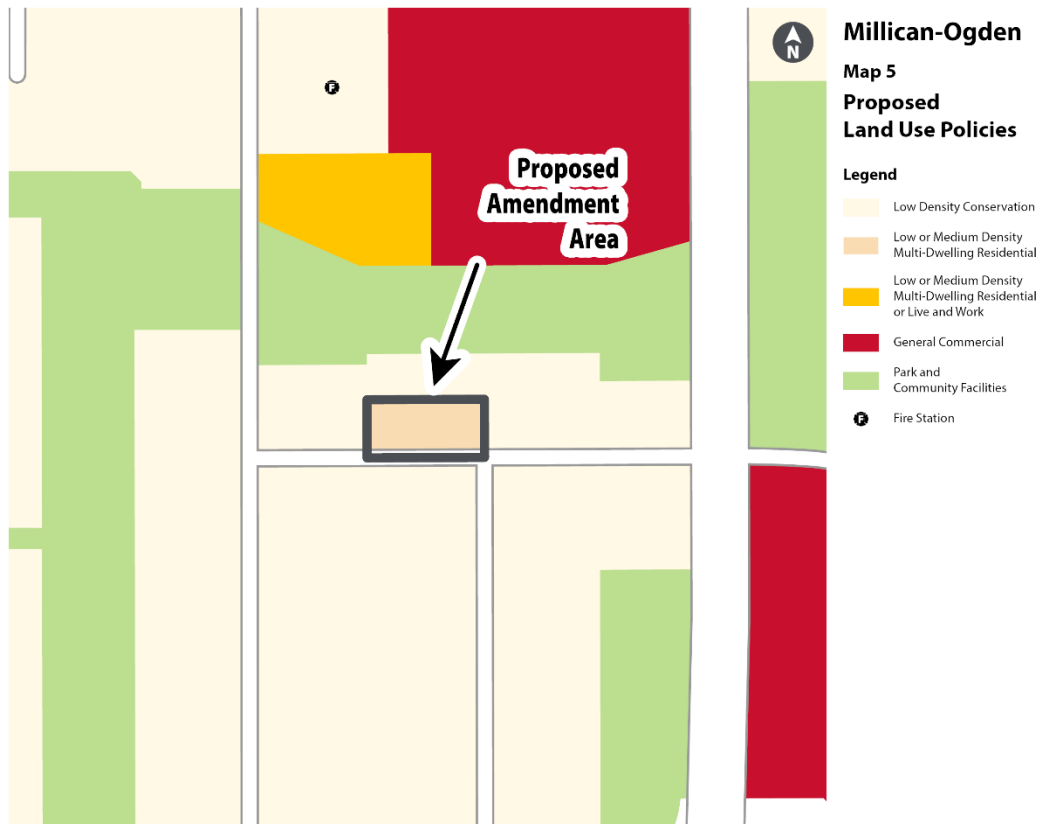 Proposed
Amendment
Area
N
Millican-Ogden
Map 5
Proposed
Land Use Policies
Legend
Low Density Conservation
Low or Medium Density
Multi-Dwelling Residential
Low or Medium Density
Multi-Dwelling Residential
or Live and Work
General Commercial
Park and
Community Facilities
F
Fire Station
F